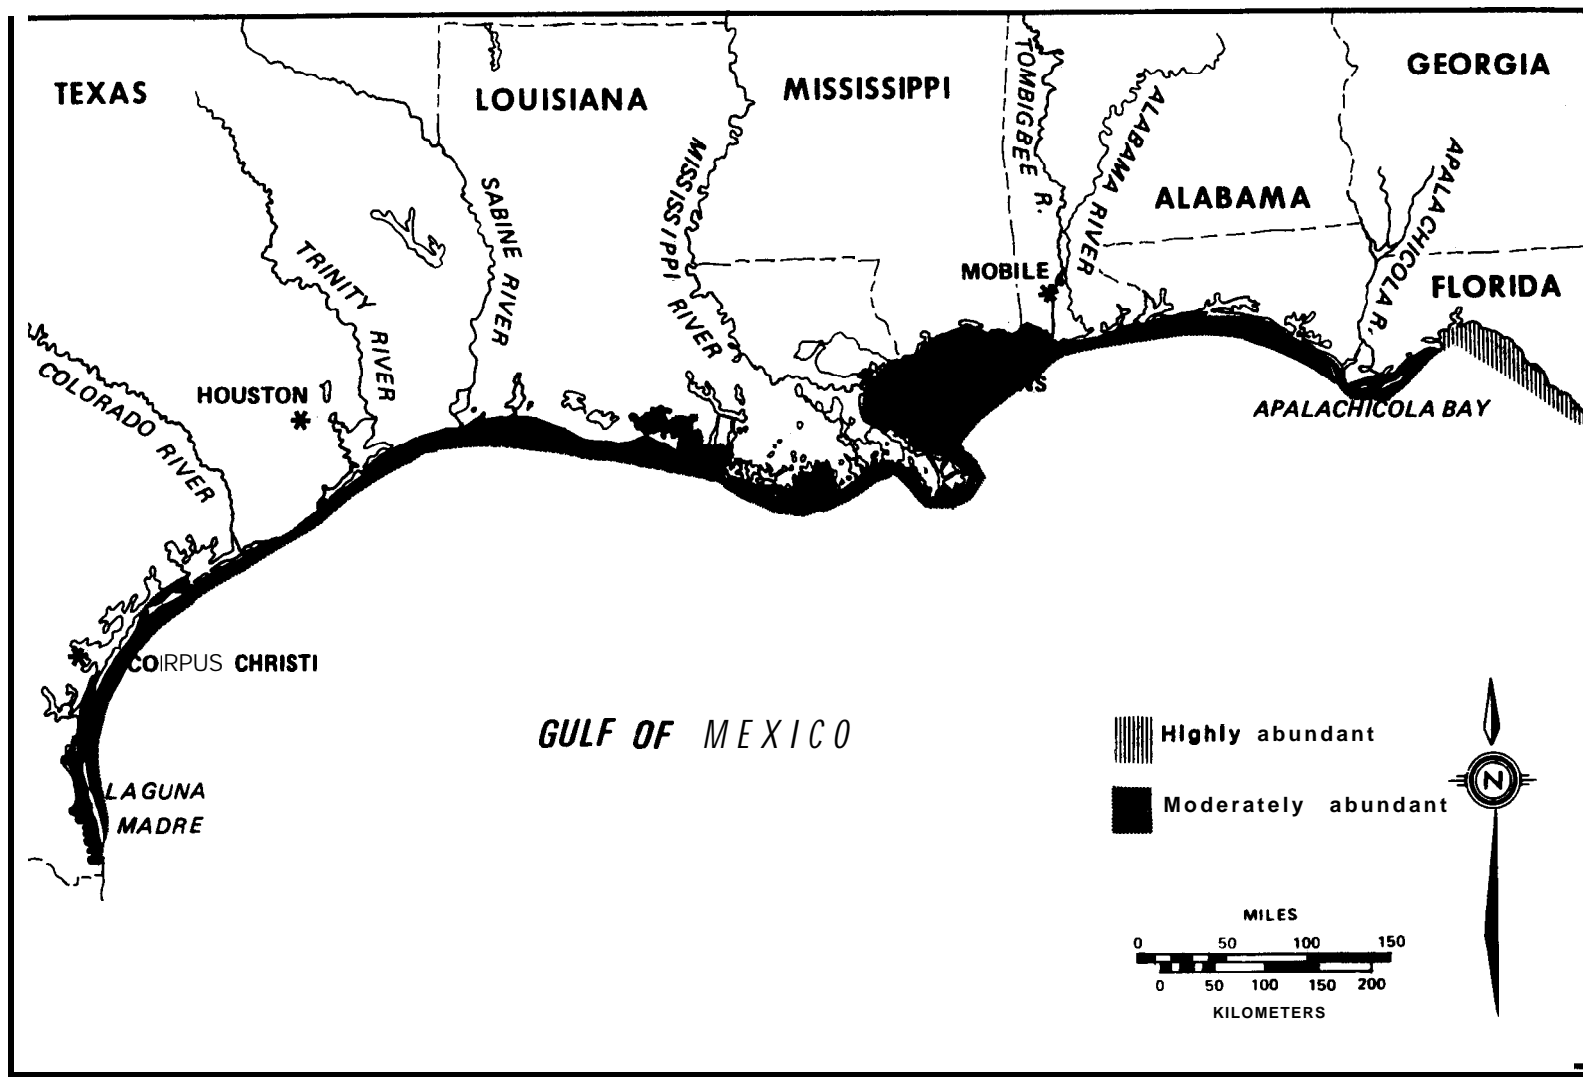 TEXAS
LOUISIANA
MISSISSIPPI
GEORGIA
TOMBIGBEE R.
ALABAMA RIVER
ALABAMA
APALACHICOLA R.
FLORIDA
MISSISSIPPI RIVER
SABINE RIVER
TRINITY RIVER
COLORADO RIVER
HOUSTON
MOBILE
APALACHICOLA BAY
COIRPUS CHRISTI
GULF OF MEXICO
LAGUNA
MADRE
Highly abundant
Moderately abundant
N
MILES
0 50 100 150
0 50 100 150 200
KILOMETERS